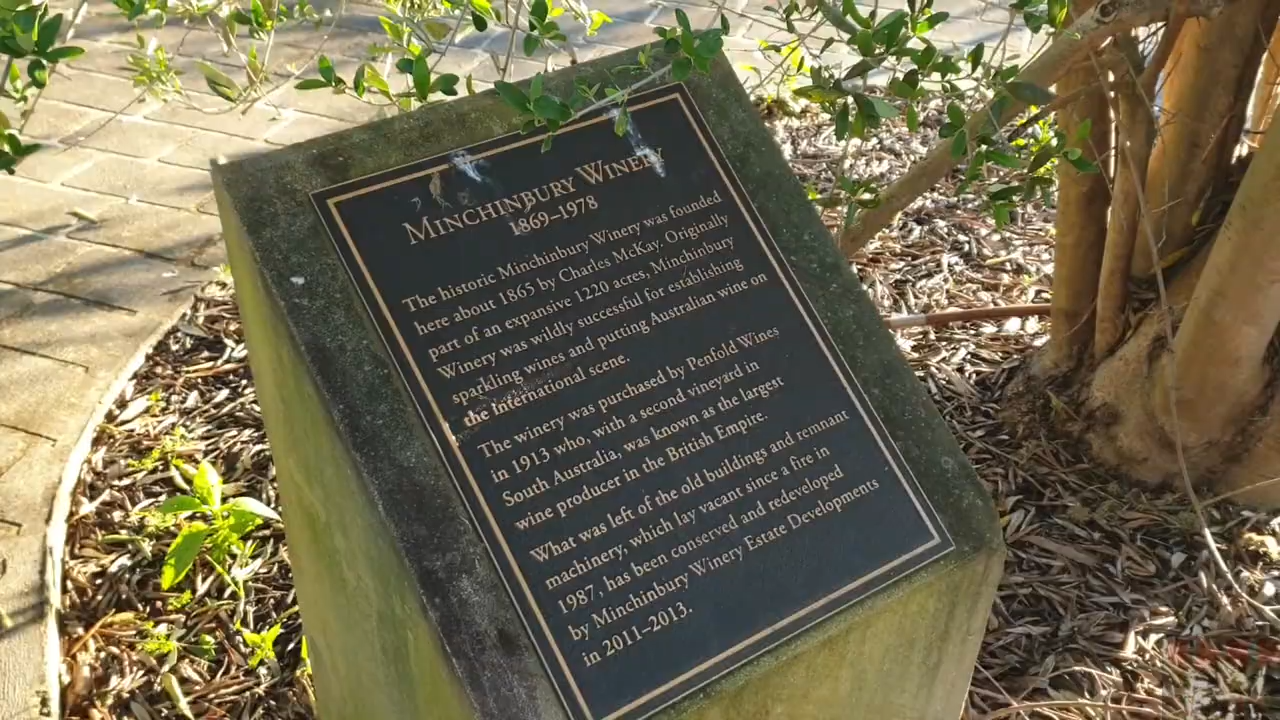 MINCHINBURY WINERY
1869–1978
The historic Minchinbury Winery was founded
here about 1865 by Charles McKay. Originally
part of an expansive 1220 acres, Minchinbury
Winery was wildly successful for establishing
sparkling wines and putting Australian wine on
the International scene.
The winery was purchased by Penfold Wines
in 1913 who, with a second vineyard in
South Australia, was known as the largest
wine producer in the British Empire.
What was left of the old buildings and remnant
machinery, which lay vacant since a fire in
1987, has been conserved and redeveloped
by Minchinbury Winery Estate Developments
in 2011–2013.